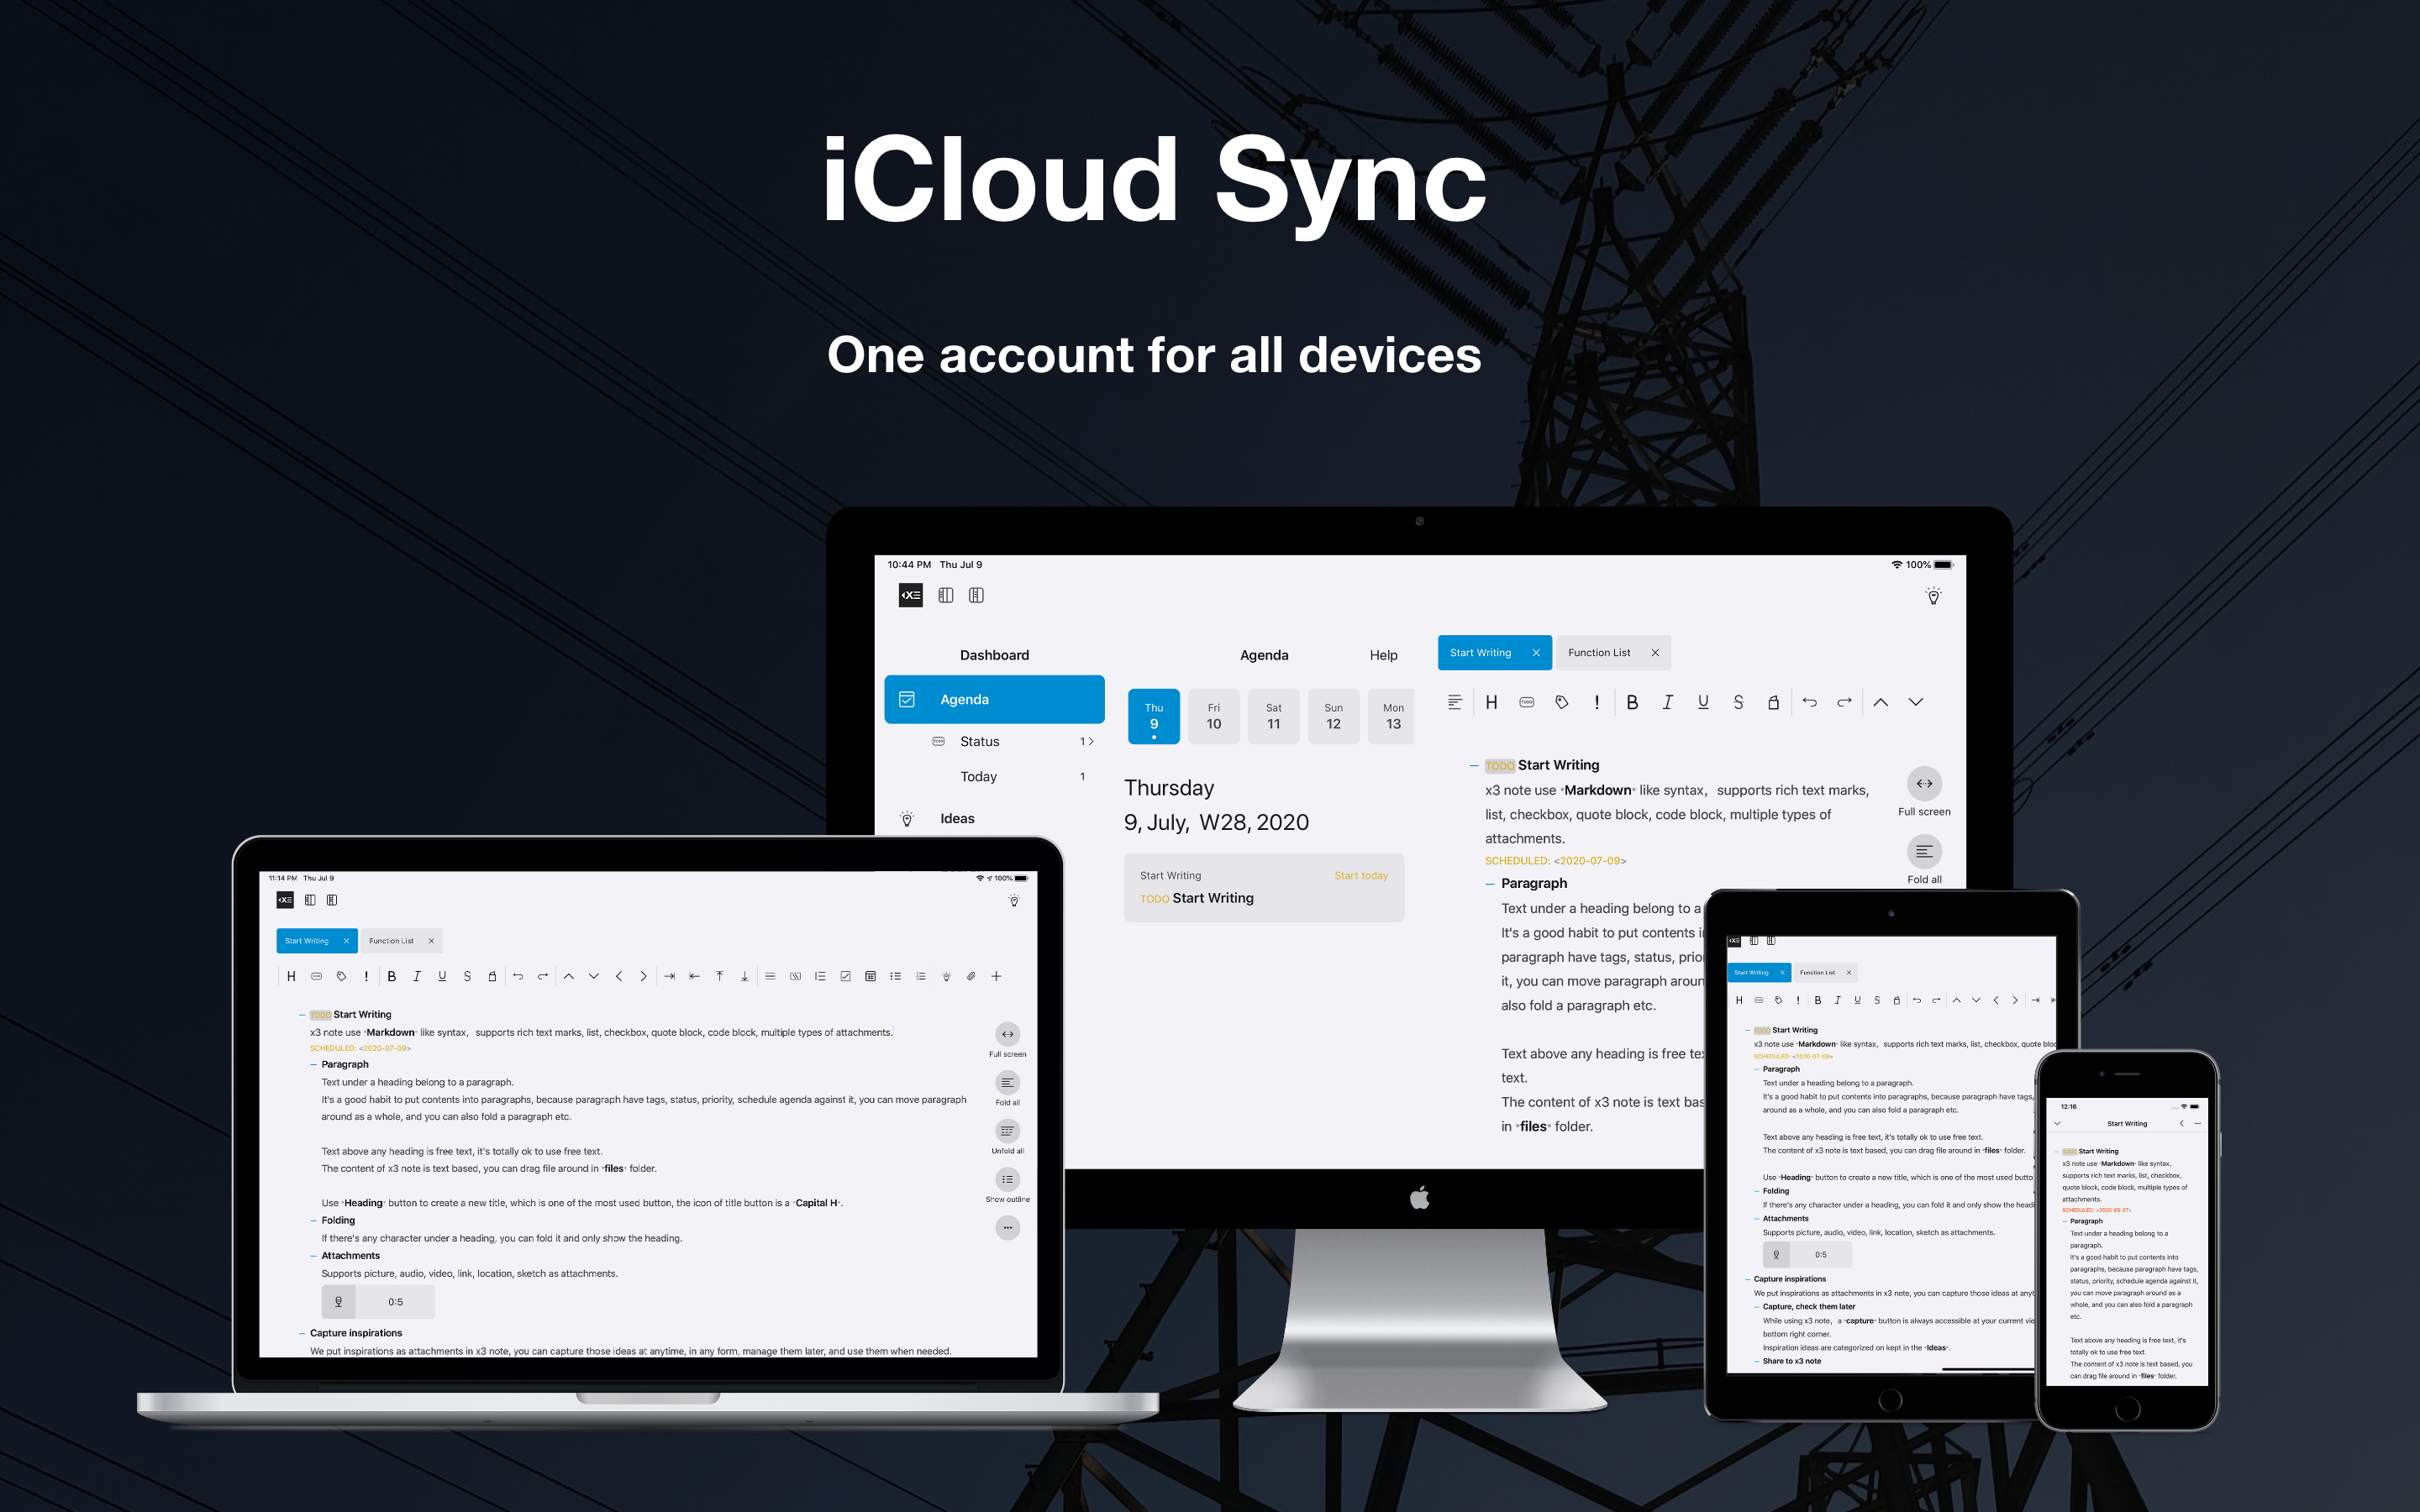 iCloud Sync
One account for all devices
10:44 PM Thu Jul 9
100%
Dashboard
Agenda
Status 1 >
Today 1
Ideas
Agenda Help
Thu Fri Sat Sun Mon
9 10 11 12 13
Thursday
9, July, W28, 2020
Start Writing Start today
TODO Start Writing
Start Writing × Function List ×
H TODO ! B I U S
TODO Start Writing
x3 note use *Markdown* like syntax, supports rich text marks,
list, checkbox, quote block, code block, multiple types of
attachments.
SCHEDULED: <2020-07-09>
Paragraph
Text under a heading belong to a
It's a good habit to put contents i
paragraph have tags, status, prio
it, you can move paragraph aroun
also fold a paragraph etc.
Text above any heading is free te
text.
The content of x3 note is text bas
in *files* folder.
Full screen
Fold all
11:14 PM Thu Jul 9
100%
Start Writing × Function List ×
H ! B I U S
TODO Start Writing
x3 note use *Markdown* like syntax, supports rich text marks, list, checkbox, quote block, code block, multiple types of attachments.
SCHEDULED: <2020-07-09>
Paragraph
Text under a heading belong to a paragraph.
It's a good habit to put contents into paragraphs, because paragraph have tags, status, priority, schedule agenda against it, you can move paragraph
around as a whole, and you can also fold a paragraph etc.
Text above any heading is free text, it's totally ok to use free text.
The content of x3 note is text based, you can drag file around in *files* folder.
Use *Heading* button to create a new title, which is one of the most used button, the icon of title button is a *Capital H*.
Folding
If there's any character under a heading, you can fold it and only show the heading.
Attachments
Supports picture, audio, video, link, location, sketch as attachments.
0:5
Capture inspirations
We put inspirations as attachments in x3 note, you can capture those ideas at anytime, in any form, manage them later, and use them when needed.
Full screen
Fold all
Unfold all
Show outline
Start Writing × Function List ×
H ! B I U S
TODO Start Writing
x3 note use *Markdown* like syntax, supports rich text marks, list, checkbox, quote bloc
SCHEDULED: <2020-07-09>
Paragraph
Text under a heading belong to a paragraph.
It's a good habit to put contents into paragraphs, because paragraph have tags,
around as a whole, and you can also fold a paragraph etc.
Text above any heading is free text, it's totally ok to use free text.
The content of x3 note is text based, you can drag file around in *files* folder.
Use *Heading* button to create a new title, which is one of the most used butto
Folding
If there's any character under a heading, you can fold it and only show the headi
Attachments
Supports picture, audio, video, link, location, sketch as attachments.
0:5
Capture inspirations
We put inspirations as attachments in x3 note, you can capture those ideas at anyt
Capture, check them later
While using x3 note, a *capture* button is always accessible at your current vie
bottom right corner.
Inspiration ideas are categorized on kept in the *Ideas*.
Share to x3 note
12:16
Start Writing
TODO Start Writing
x3 note use *Markdown* like syntax,
supports rich text marks, list, checkbox,
quote block, code block, multiple types of
attachments.
Paragraph
Text under a heading belong to a
paragraph.
It's a good habit to put contents into
paragraphs, because paragraph have tags,
status, priority, schedule agenda against it,
you can move paragraph around as a
whole, and you can also fold a paragraph
etc.
Text above any heading is free text, it's
totally ok to use free text.
The content of x3 note is text based, you
can drag file around in *files* folder.